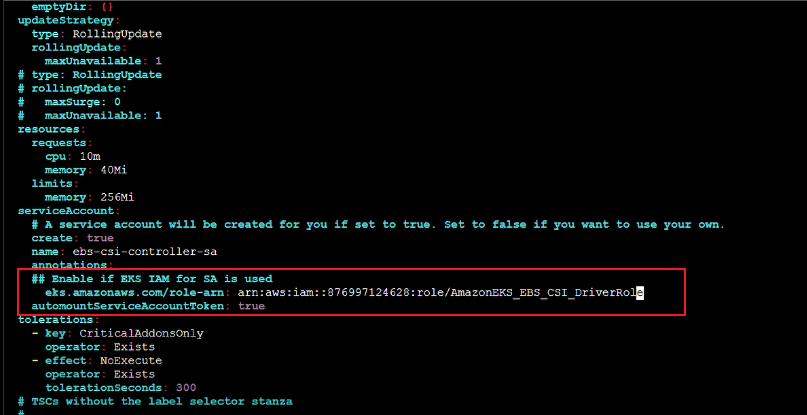 emptyDir: {}
updateStrategy:
type: RollingUpdate
rollingUpdate:
maxUnavailable: 1
# type: RollingUpdate
# rollingUpdate:
#   maxSurge: 0
#   maxUnavailable: 1
resources:
requests:
cpu: 10m
memory: 40Mi
limits:
memory: 256Mi
serviceAccount:
# A service account will be created for you if set to true. Set to false if you want to use your own.
create: true
name: ebs-csi-controller-sa
annotations:
## Enable if EKS IAM for SA is used
eks.amazonaws.com/role-arn: arn:aws:iam::876997124628:role/AmazonEKS_EBS_CSI_DriverRole
automountServiceAccountToken: true
tolerations:
- key: CriticalAddonsOnly
operator: Exists
- effect: NoExecute
operator: Exists
tolerationSeconds: 300
# TSCs without the label selector stanza
#